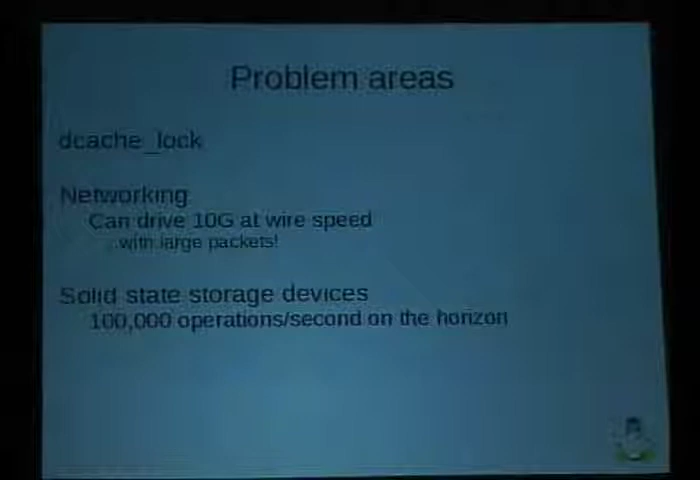 Problem areas
dcache_lock
Networking
Can drive 10G at wire speed
...with large packets!
Solid state storage devices
100,000 operations/second on the horizon